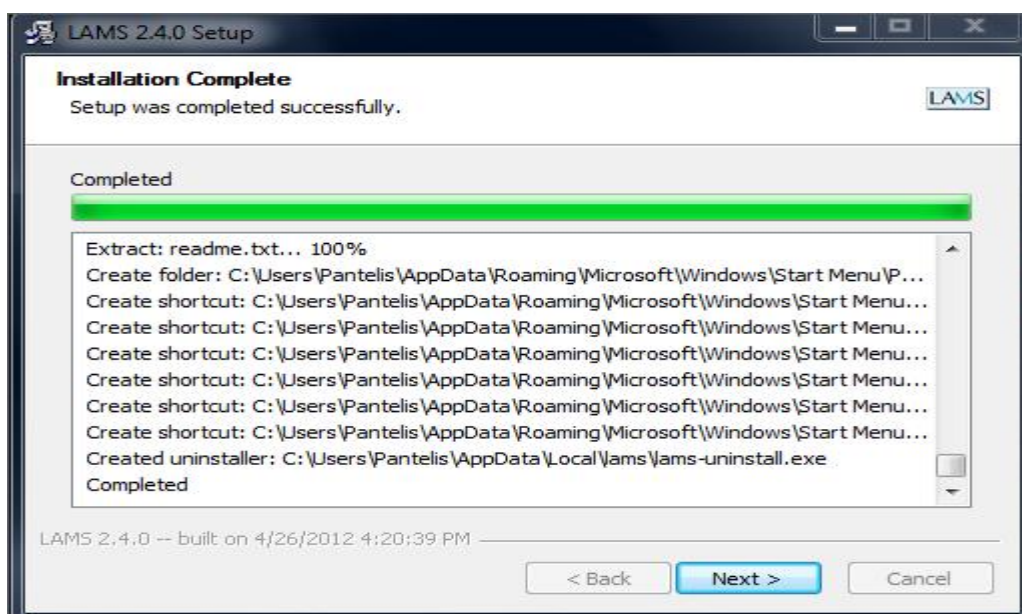 LAMS 2.4.0 Setup
Installation Complete
Setup was completed successfully.
LAMS
Completed
Extract: readme.txt... 100%
Create folder: C:\Users\Pantelis\AppData\Roaming\Microsoft\Windows\Start Menu\P...
Create shortcut: C:\Users\Pantelis\AppData\Roaming\Microsoft\Windows\Start Menu...
Create shortcut: C:\Users\Pantelis\AppData\Roaming\Microsoft\Windows\Start Menu...
Create shortcut: C:\Users\Pantelis\AppData\Roaming\Microsoft\Windows\Start Menu...
Create shortcut: C:\Users\Pantelis\AppData\Roaming\Microsoft\Windows\Start Menu...
Create shortcut: C:\Users\Pantelis\AppData\Roaming\Microsoft\Windows\Start Menu...
Create shortcut: C:\Users\Pantelis\AppData\Roaming\Microsoft\Windows\Start Menu...
Created uninstaller: C:\Users\Pantelis\AppData\Local\lams\lams-uninstall.exe
Completed
LAMS 2.4.0 -- built on 4/26/2012 4:20:39 PM
< Back Next > Cancel